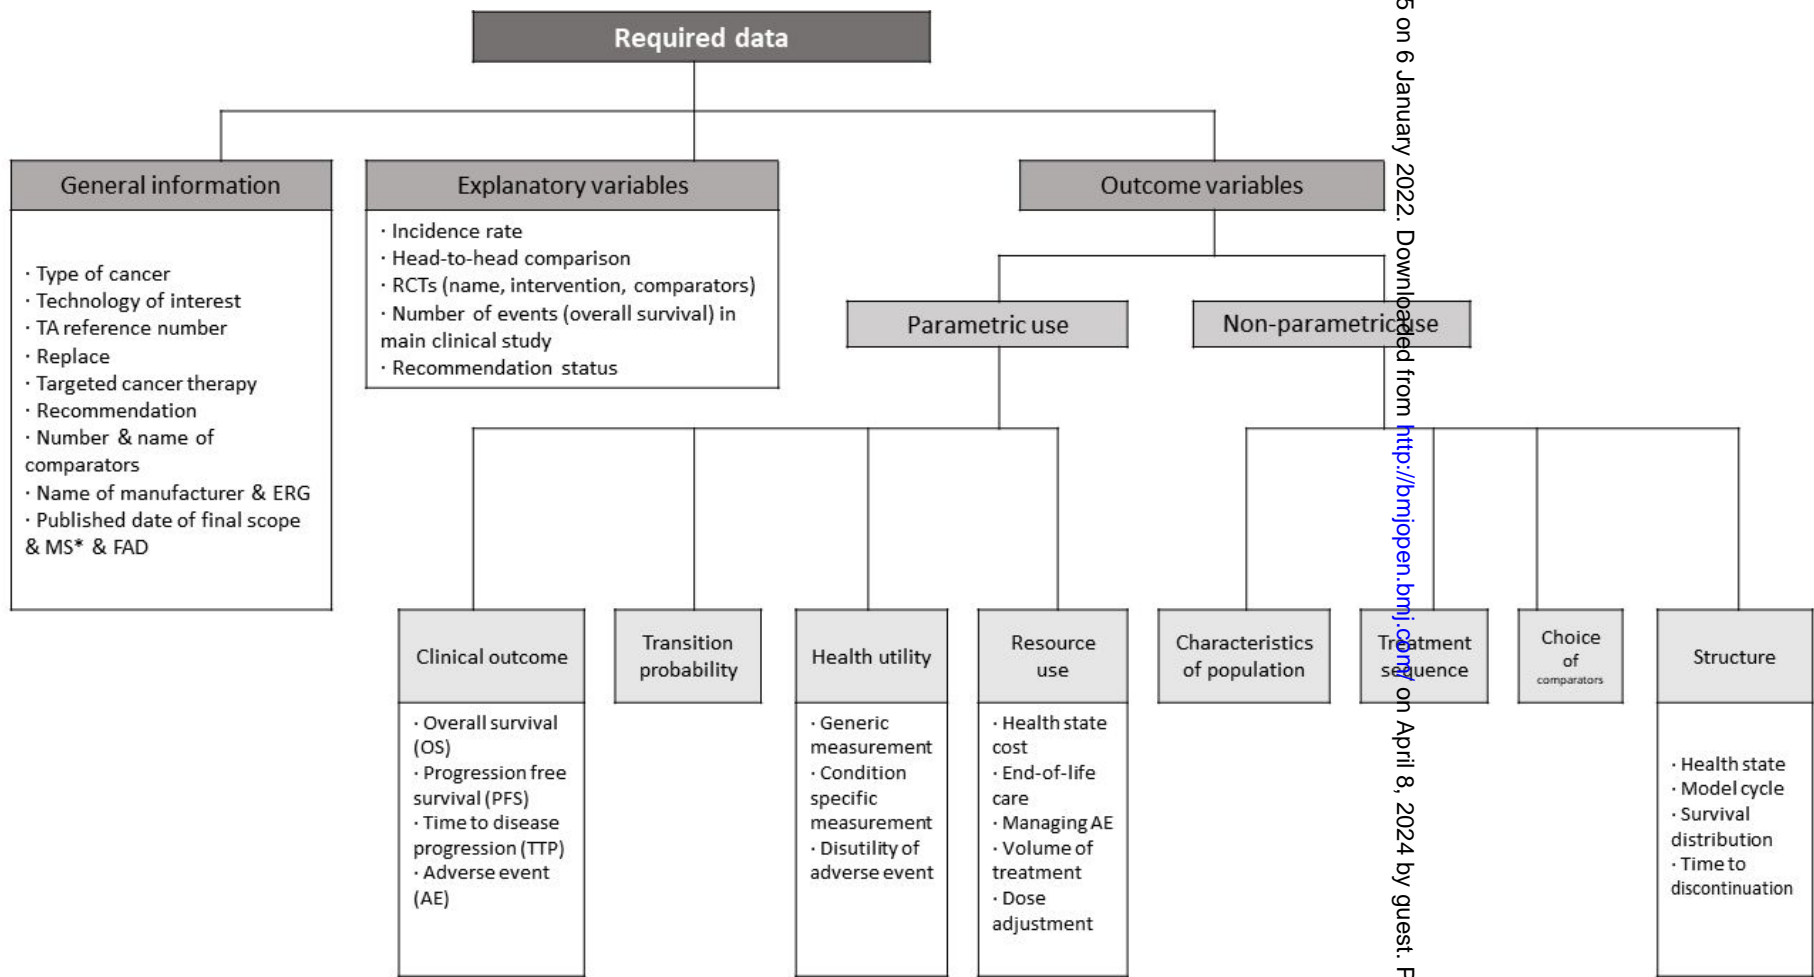 Required data
General information
· Type of cancer
· Technology of interest
· TA reference number
· Replace
· Targeted cancer therapy
· Recommendation
· Number & name of
comparators
· Name of manufacturer & ERG
· Published date of final scope
& MS* & FAD
Explanatory variables
· Incidence rate
· Head-to-head comparison
· RCTs (name, intervention, comparators)
· Number of events (overall survival) in
main clinical study
· Recommendation status
Outcome variables
Parametric use
Non-parametric use
Clinical outcome
· Overall survival
(OS)
· Progression free
survival (PFS)
· Time to disease
progression (TTP)
· Adverse event
(AE)
Transition
probability
Health utility
· Generic
measurement
· Condition
specific
measurement
· Disutility of
adverse event
Resource
use
· Health state
cost
· End-of-life
care
· Managing AE
· Volume of
treatment
· Dose
adjustment
Characteristics
of population
Treatment
sequence
Choice
of
comparators
Structure
· Health state
· Model cycle
· Survival
distribution
· Time to
discontinuation
5 on 6 January 2022. Downloaded from http://bmjopen.bmj.com/ on April 8, 2024 by guest.